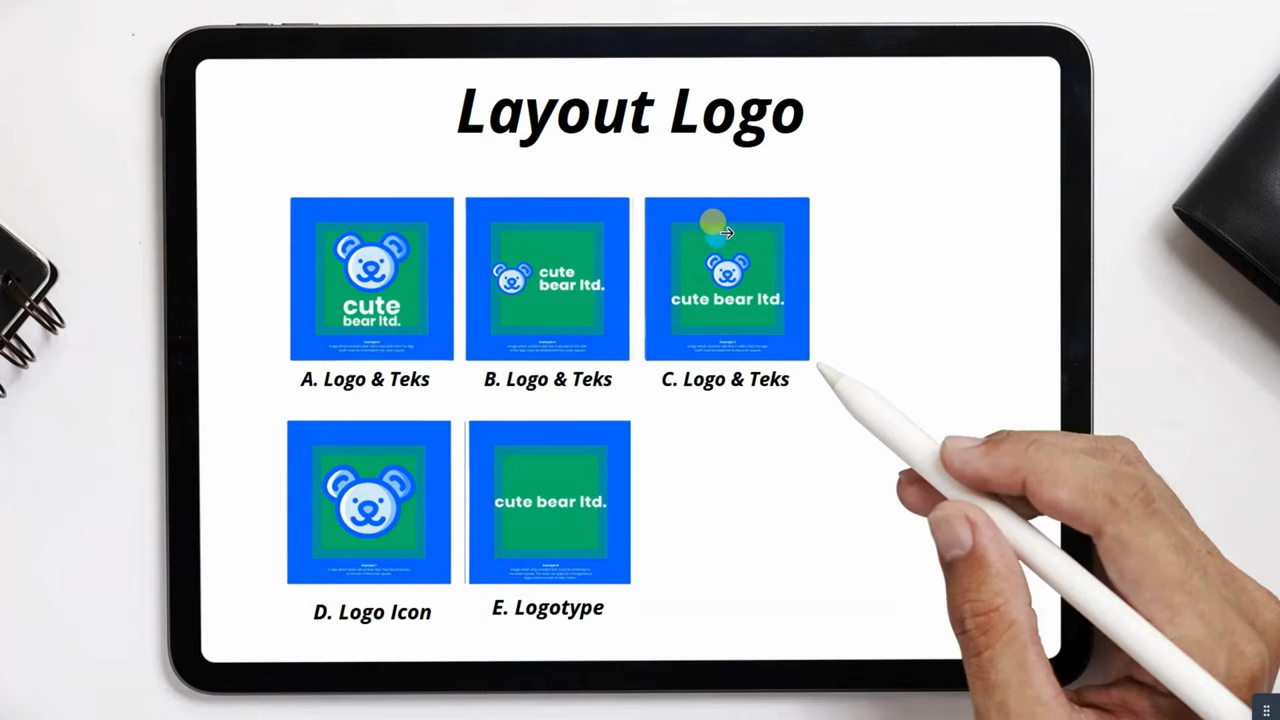 Layout Logo
cute
bear ltd.
cute
bear ltd.
cute bear ltd.
A. Logo & Teks
B. Logo & Teks
C. Logo & Teks
cute bear ltd.
D. Logo Icon
E. Logotype